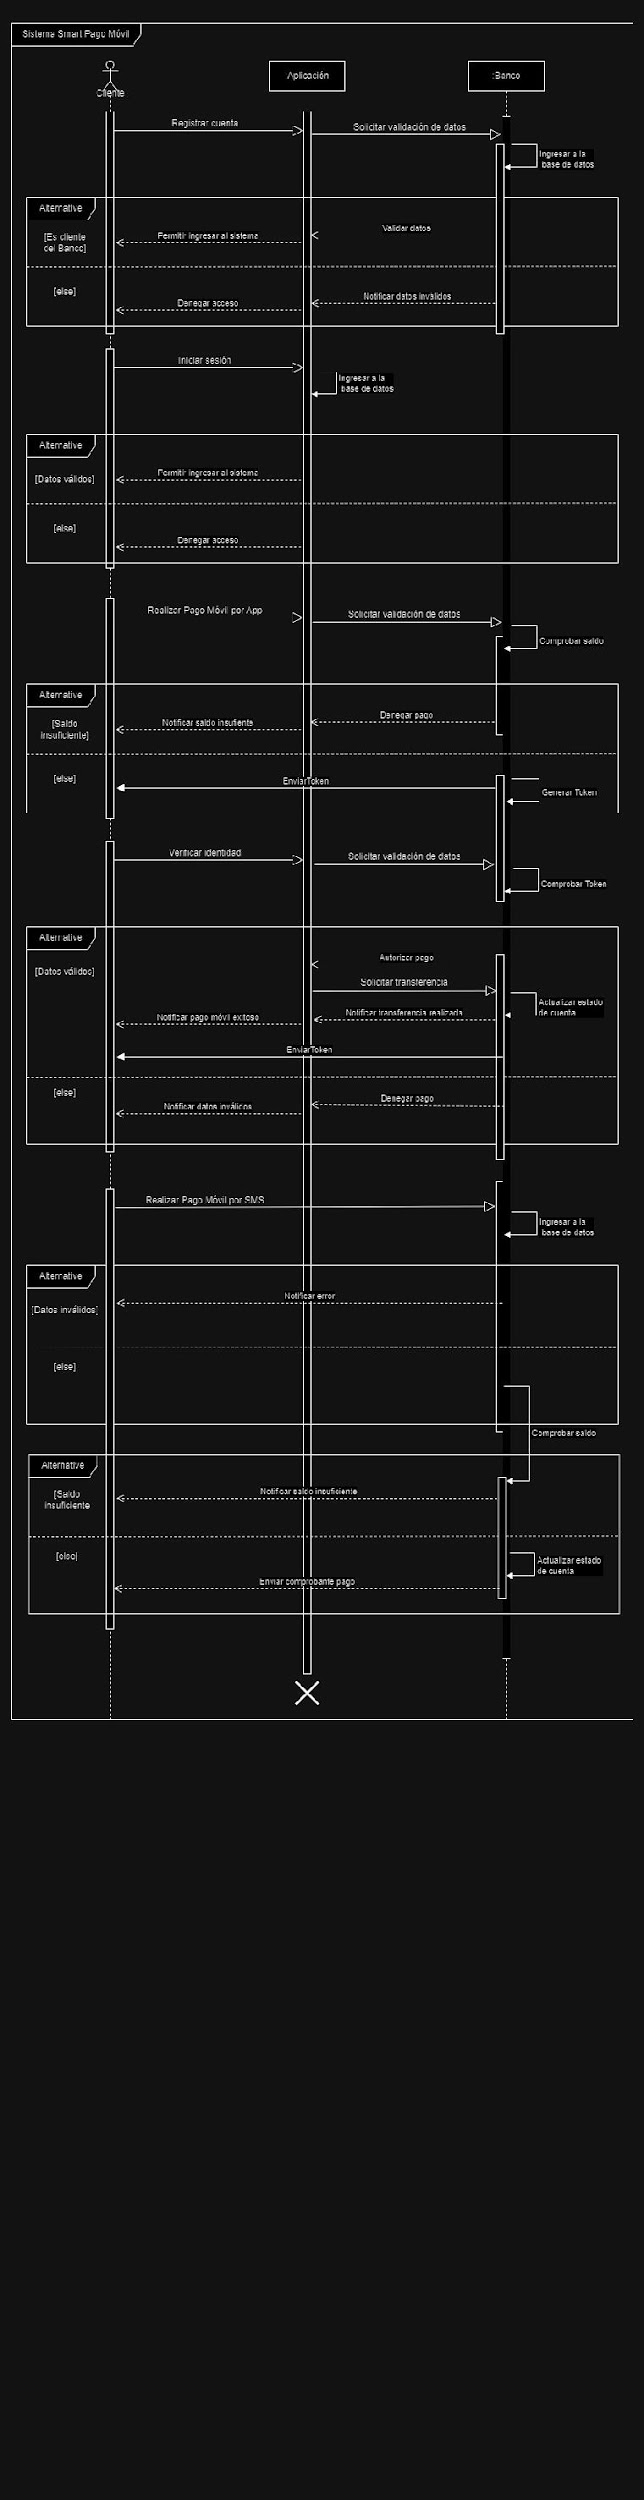 Sistema Smart Pago Móvil
Cliente
Aplicación
:Banco
Registrar cuenta
Solicitar validación de datos
Ingresar a la
base de datos
Alternative
[Es cliente
del Banco]
Permitir ingresar al sistema
Validar datos
[else]
Denegar acceso
Notificar datos inválidos
Iniciar sesión
Ingresar a la
base de datos
Alternative
[Datos válidos]
Permitir ingresar al sistema
[else]
Denegar acceso
Realizar Pago Móvil por App
Solicitar validación de datos
Comprobar saldo
Alternative
[Saldo
insuficiente]
Notificar saldo insufiente
Denegar pago
[else]
EnviarToken
Generar Token
Verificar identidad
Solicitar validación de datos
Comprobar Token
Alternative
[Datos válidos]
Autorizar pago
Solicitar transferencia
Actualizar estado
de cuenta
Notificar pago móvil exitoso
Notificar transferencia realizada
EnviarToken
[else]
Notificar datos inválidos
Denegar pago
Realizar Pago Móvil por SMS
Ingresar a la
base de datos
Alternative
[Datos inválidos]
Notificar error
[else]
Comprobar saldo
Alternative
[Saldo
insuficiente
Notificar saldo insuficiente
[else]
Actualizar estado
de cuenta
Enviar comprobante pago